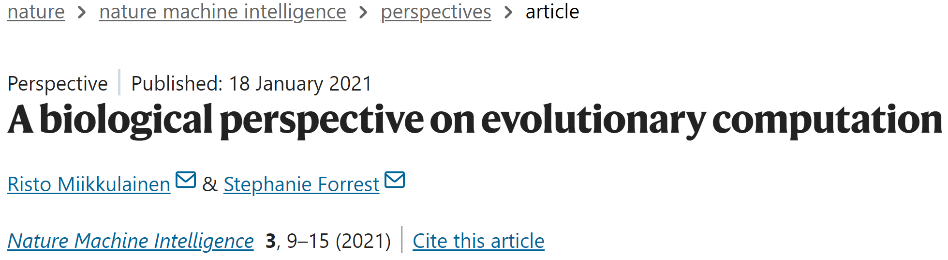 nature > nature machine intelligence > perspectives > article
Perspective | Published: 18 January 2021
A biological perspective on evolutionary computation
Risto Miikkulainen & Stephanie Forrest
Nature Machine Intelligence 3, 9–15 (2021) | Cite this article